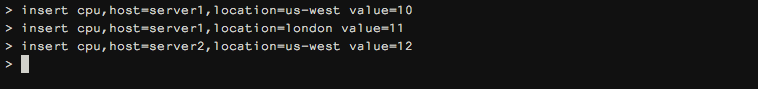 > insert cpu,host=server1,location=us-west value=10
> insert cpu,host=server1,location=london value=11
> insert cpu,host=server2,location=us-west value=12
>